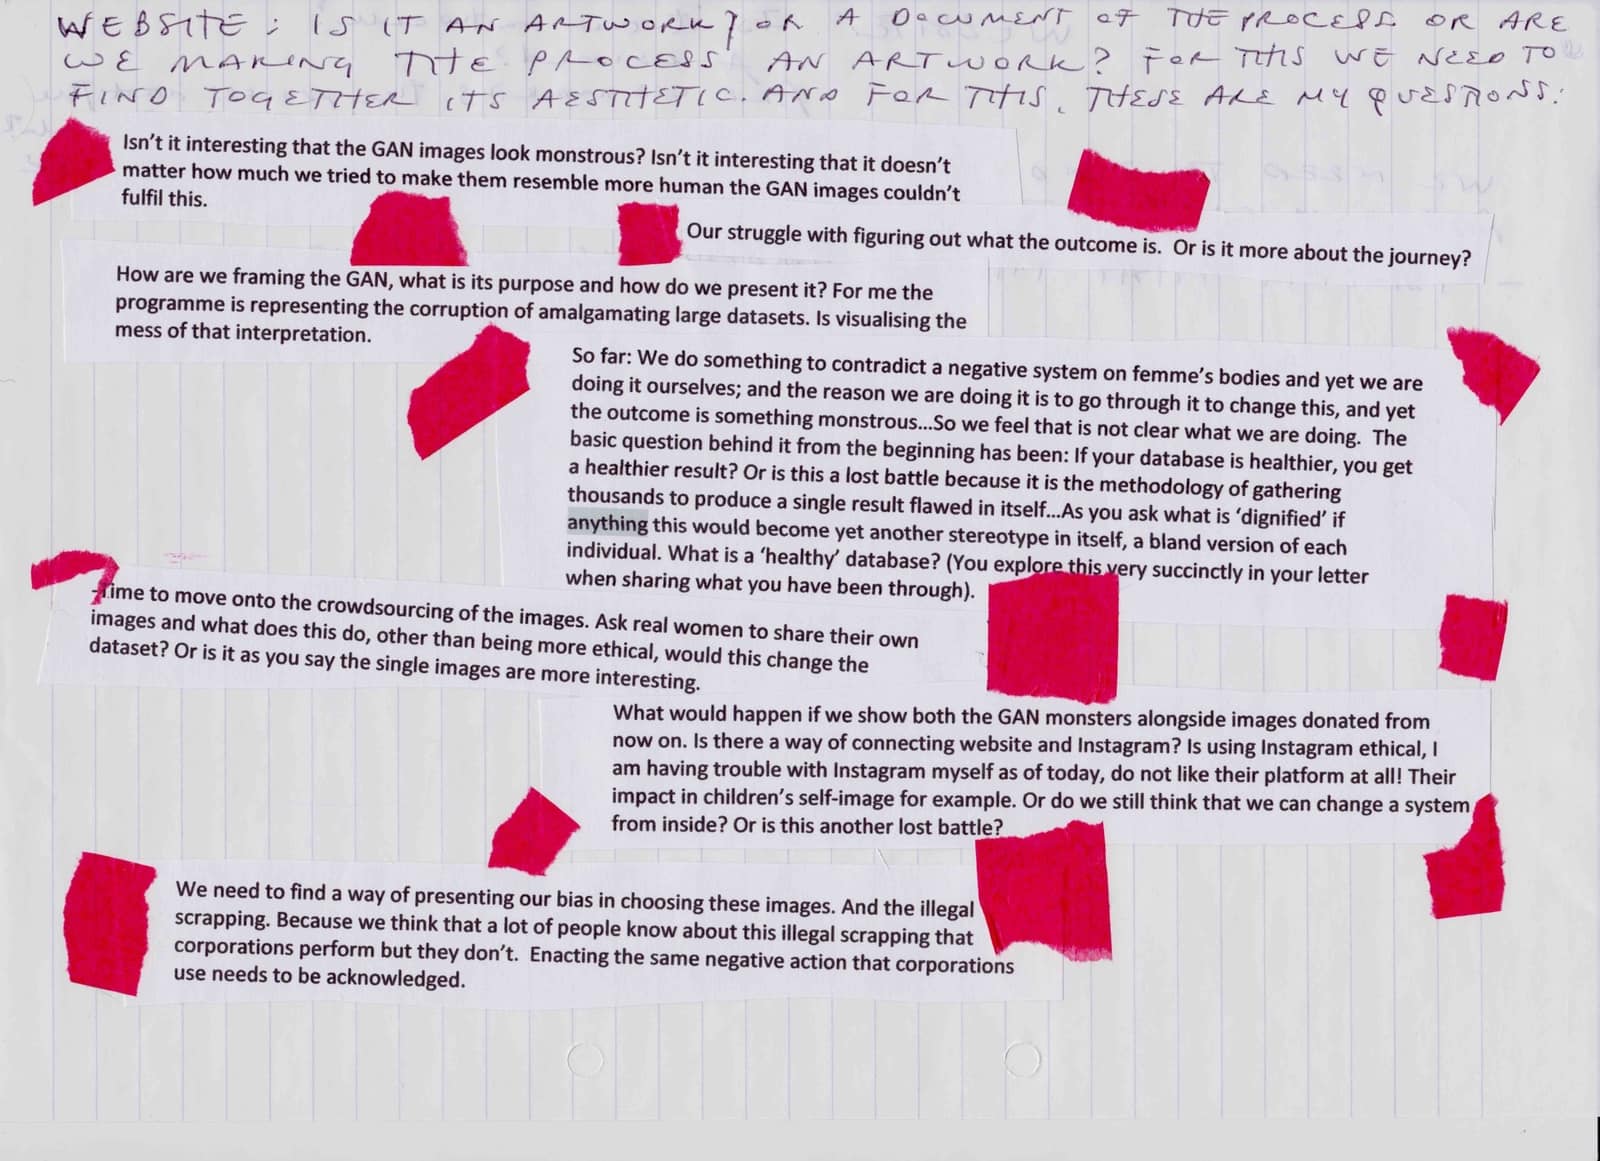 WEBSITE: IS IT AN ARTWORK, OR A DOCUMENT OF THE PROCESS OR ARE
WE MAKING THE PROCESS AN ARTWORK? FOR THIS WE NEED TO
FIND TOGETHER ITS AESTHETIC. AND FOR THIS, THESE ARE MY QUESTIONS:
Isn't it interesting that the GAN images look monstrous? Isn't it interesting that it doesn't
matter how much we tried to make them resemble more human the GAN images couldn't
fulfil this.
Our struggle with figuring out what the outcome is.  Or is it more about the journey?
How are we framing the GAN, what is its purpose and how do we present it? For me the
programme is representing the corruption of amalgamating large datasets. Is visualising the
mess of that interpretation.
So far: We do something to contradict a negative system on femme's bodies and yet we are
doing it ourselves; and the reason we are doing it is to go through it to change this, and yet
the outcome is something monstrous...So we feel that is not clear what we are doing.  The
basic question behind it from the beginning has been: If your database is healthier, you get
a healthier result? Or is this a lost battle because it is the methodology of gathering
thousands to produce a single result flawed in itself...As you ask what is 'dignified' if
anything this would become yet another stereotype in itself, a bland version of each
individual. What is a 'healthy' database? (You explore this very succinctly in your letter
when sharing what you have been through).
-Time to move onto the crowdsourcing of the images. Ask real women to share their own
images and what does this do, other than being more ethical, would this change the
dataset? Or is it as you say the single images are more interesting.
What would happen if we show both the GAN monsters alongside images donated from
now on. Is there a way of connecting website and Instagram? Is using Instagram ethical, I
am having trouble with Instagram myself as of today, do not like their platform at all! Their
impact in children's self-image for example. Or do we still think that we can change a system
from inside? Or is this another lost battle?
We need to find a way of presenting our bias in choosing these images. And the illegal
scrapping. Because we think that a lot of people know about this illegal scrapping that
corporations perform but they don't.  Enacting the same negative action that corporations
use needs to be acknowledged.